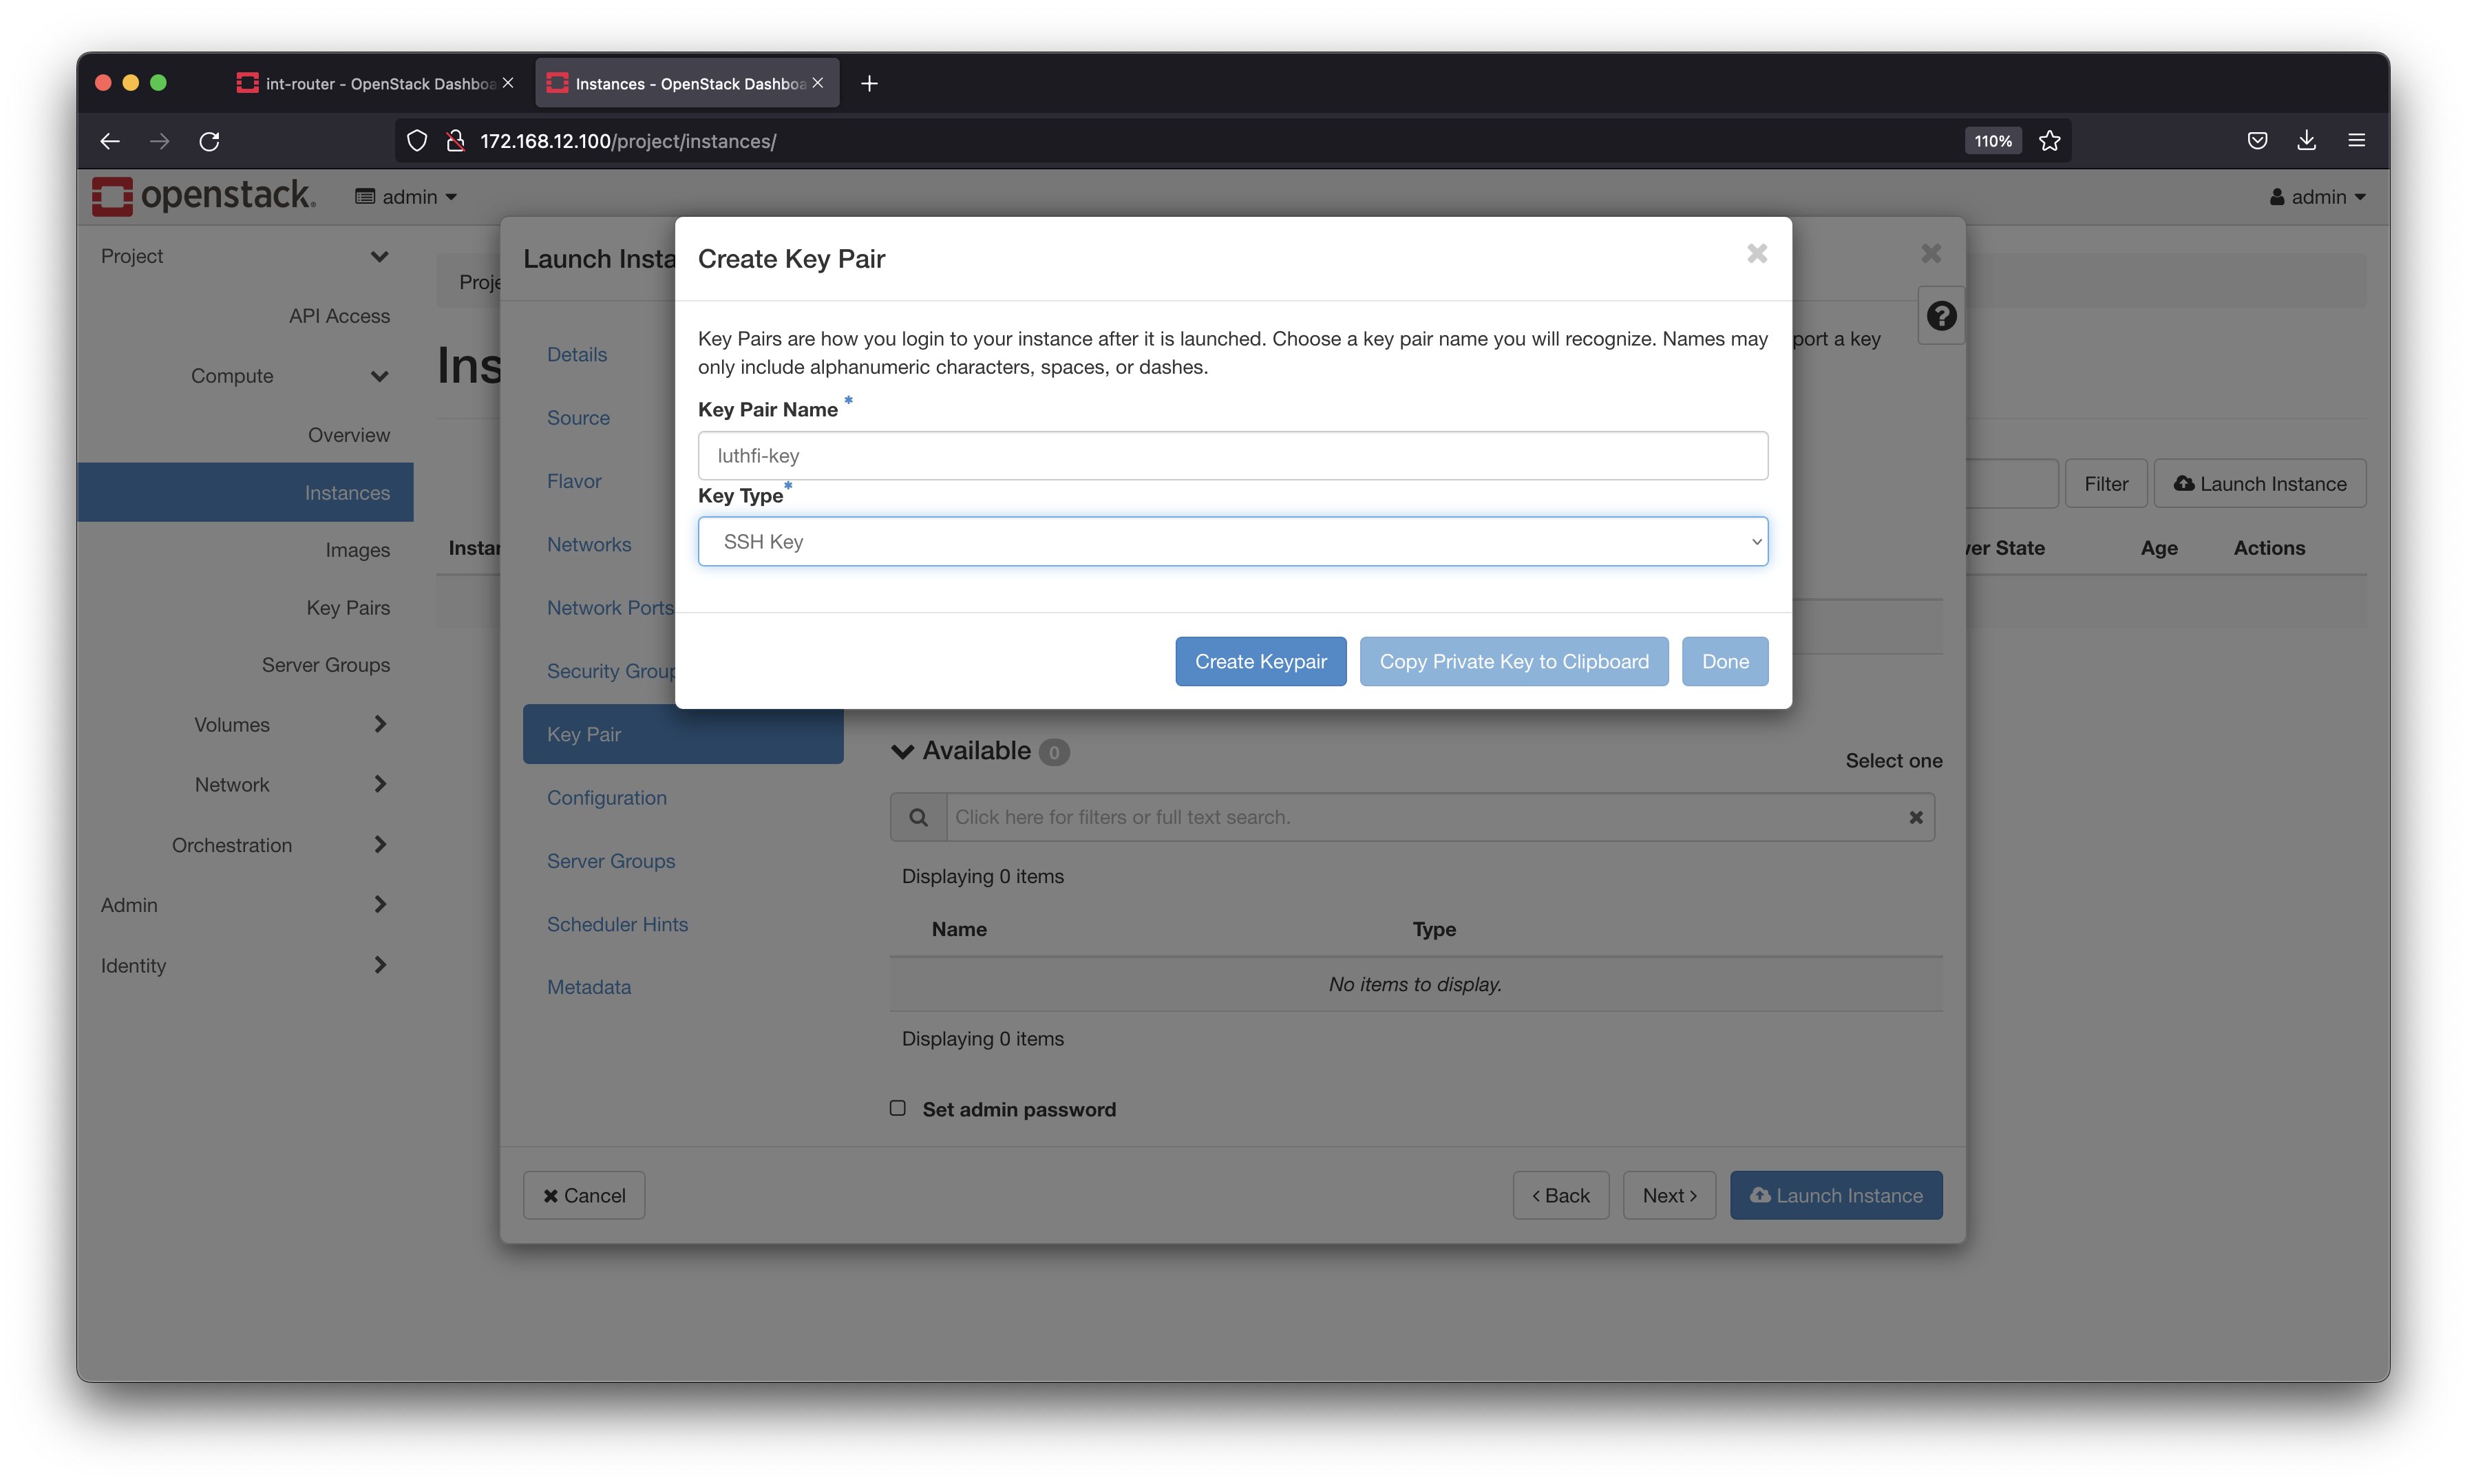 int-router - OpenStack Dashboa
Instances - OpenStack Dashboa
172.168.12.100/project/instances/
110%
openstack.
admin
admin
Project
API Access
Compute
Overview
Instances
Images
Key Pairs
Server Groups
Volumes
Network
Orchestration
Admin
Identity
Proje
Ins
Filter
Launch Instance
Instan
ver State
Age
Actions
Launch Insta
port a key
Details
Source
Flavor
Networks
Network Ports
Security Group
Key Pair
Configuration
Server Groups
Scheduler Hints
Metadata
Create Key Pair
Key Pairs are how you login to your instance after it is launched. Choose a key pair name you will recognize. Names may
only include alphanumeric characters, spaces, or dashes.
Key Pair Name *
luthfi-key
Key Type*
SSH Key
Create Keypair
Copy Private Key to Clipboard
Done
Available 0
Select one
Click here for filters or full text search.
Displaying 0 items
Name
Type
No items to display.
Displaying 0 items
Set admin password
Cancel
< Back
Next >
Launch Instance